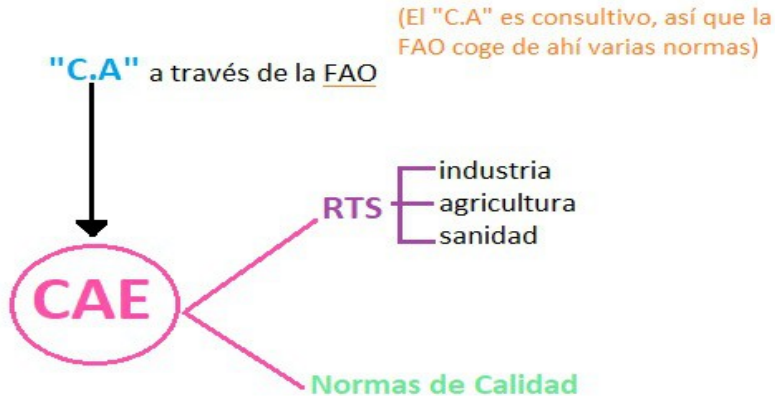 (El "C.A" es consultivo, así que la
FAO coge de ahí varias normas)
"C.A" a través de la FAO
industria
RTS
agricultura
sanidad
CAE
Normas de Calidad